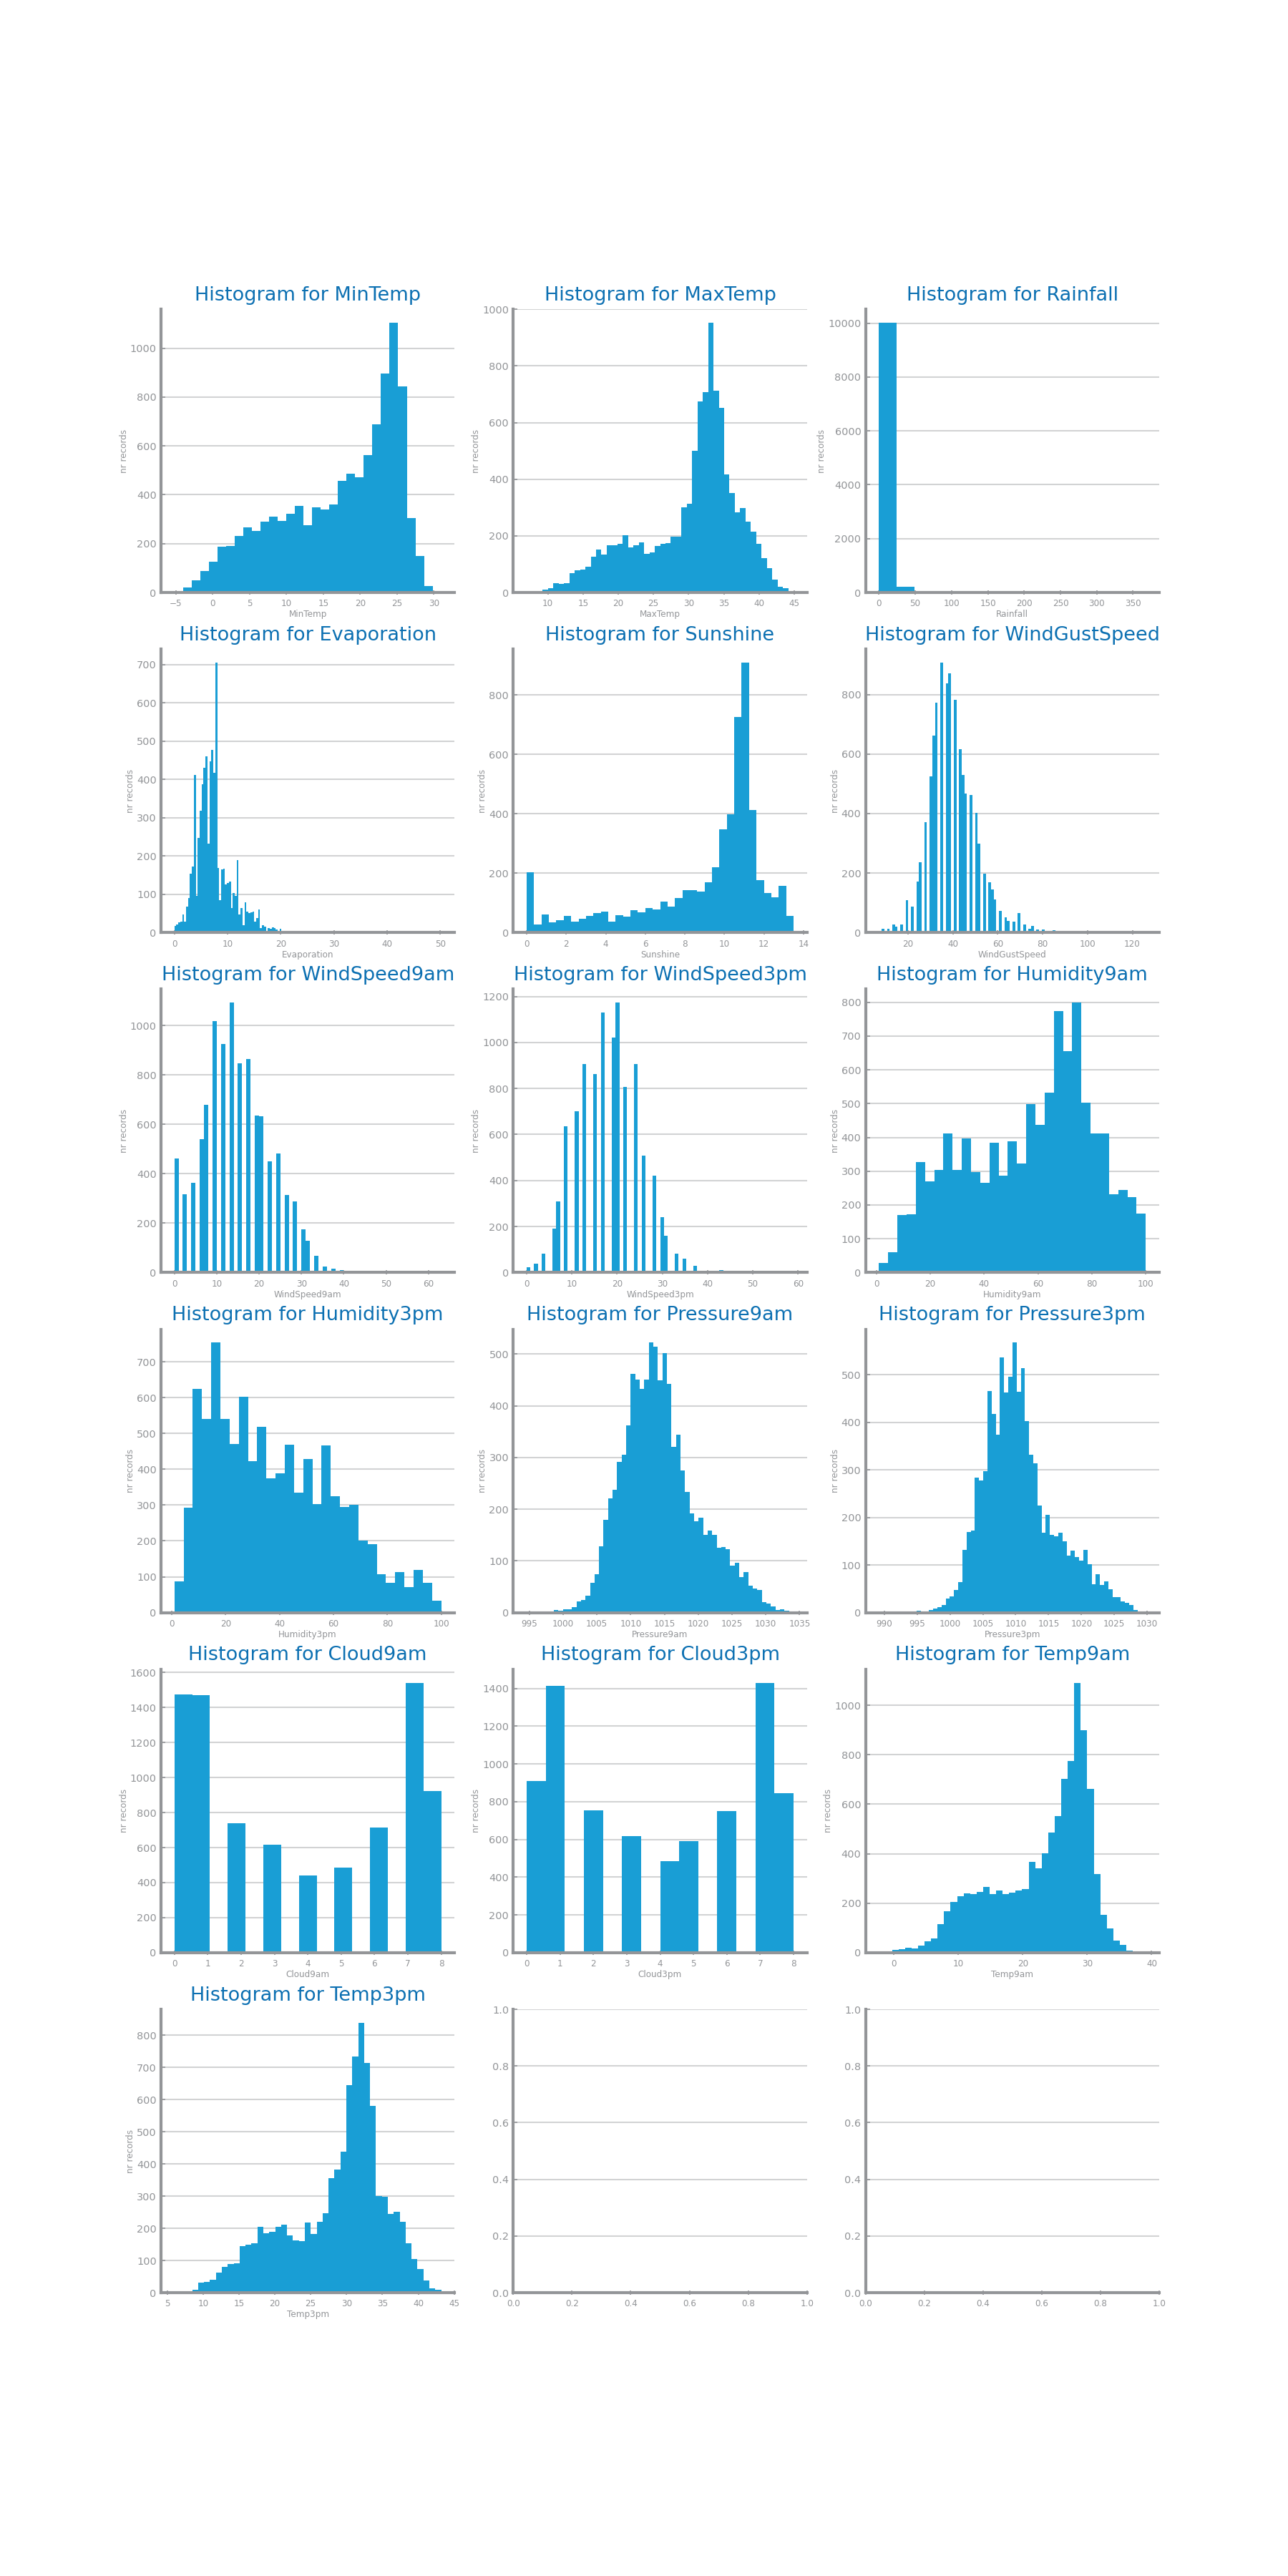 Histogram for MinTemp
Histogram for MaxTemp
Histogram for Rainfall
nr records
0
200
400
600
800
1000
−5 0 5 10 15 20 25 30
MinTemp
nr records
0
200
400
600
800
1000
10 15 20 25 30 35 40 45
MaxTemp
nr records
0
2000
4000
6000
8000
10000
0 50 100 150 200 250 300 350
Rainfall
Histogram for Evaporation
Histogram for Sunshine
Histogram for WindGustSpeed
nr records
0
100
200
300
400
500
600
700
0 10 20 30 40 50
Evaporation
nr records
0
200
400
600
800
0 2 4 6 8 10 12 14
Sunshine
nr records
0
200
400
600
800
20 40 60 80 100 120
WindGustSpeed
Histogram for WindSpeed9am
Histogram for WindSpeed3pm
Histogram for Humidity9am
nr records
0
200
400
600
800
1000
0 10 20 30 40 50 60
WindSpeed9am
nr records
0
200
400
600
800
1000
1200
0 10 20 30 40 50 60
WindSpeed3pm
nr records
0
100
200
300
400
500
600
700
800
0 20 40 60 80 100
Humidity9am
Histogram for Humidity3pm
Histogram for Pressure9am
Histogram for Pressure3pm
nr records
0
100
200
300
400
500
600
700
0 20 40 60 80 100
Humidity3pm
nr records
0
100
200
300
400
500
995 1000 1005 1010 1015 1020 1025 1030 1035
Pressure9am
nr records
0
100
200
300
400
500
990 995 1000 1005 1010 1015 1020 1025 1030
Pressure3pm
Histogram for Cloud9am
Histogram for Cloud3pm
Histogram for Temp9am
nr records
0
200
400
600
800
1000
1200
1400
1600
0 1 2 3 4 5 6 7 8
Cloud9am
nr records
0
200
400
600
800
1000
1200
1400
0 1 2 3 4 5 6 7 8
Cloud3pm
nr records
0
200
400
600
800
1000
0 10 20 30 40
Temp9am
Histogram for Temp3pm
nr records
0
100
200
300
400
500
600
700
800
5 10 15 20 25 30 35 40 45
Temp3pm
0.0
0.2
0.4
0.6
0.8
1.0
0.0 0.2 0.4 0.6 0.8 1.0
0.0
0.2
0.4
0.6
0.8
1.0
0.0 0.2 0.4 0.6 0.8 1.0